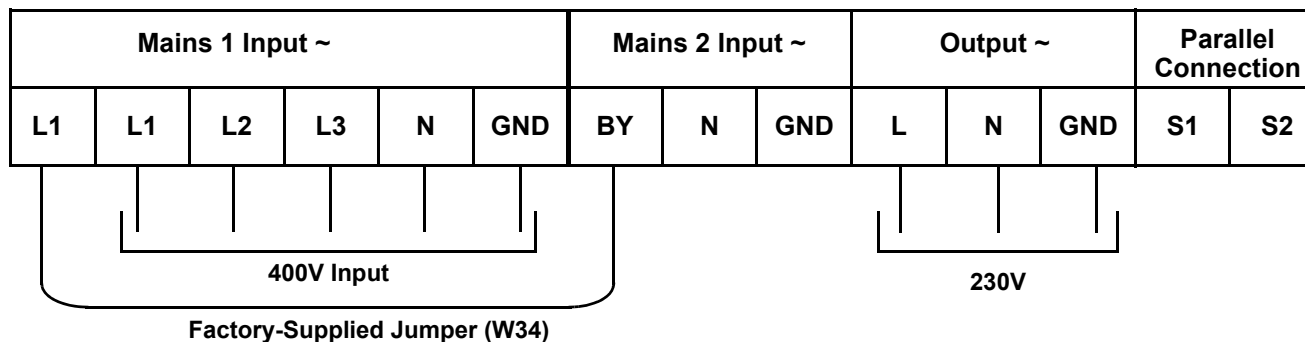 Mains 1 Input ~ Mains 2 Input ~ Output ~ Parallel
Connection
L1 L1 L2 L3 N GND BY N GND L N GND S1 S2
400V Input
230V
Factory-Supplied Jumper (W34)